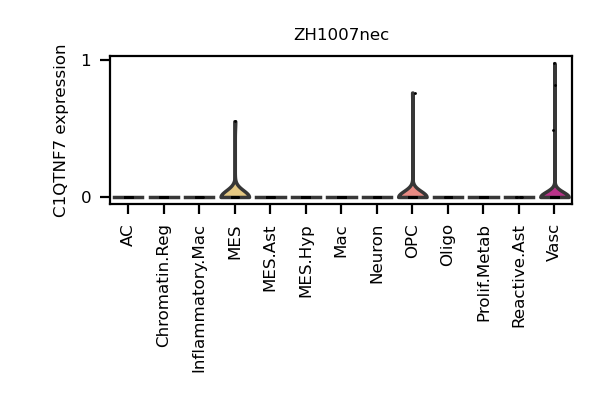 ZH1007nec
C1QTNF7 expression
1
0
AC
Chromatin.Reg
Inflammatory.Mac
MES
MES.Ast
MES.Hyp
Mac
Neuron
OPC
Oligo
Prolif.Metab
Reactive.Ast
Vasc